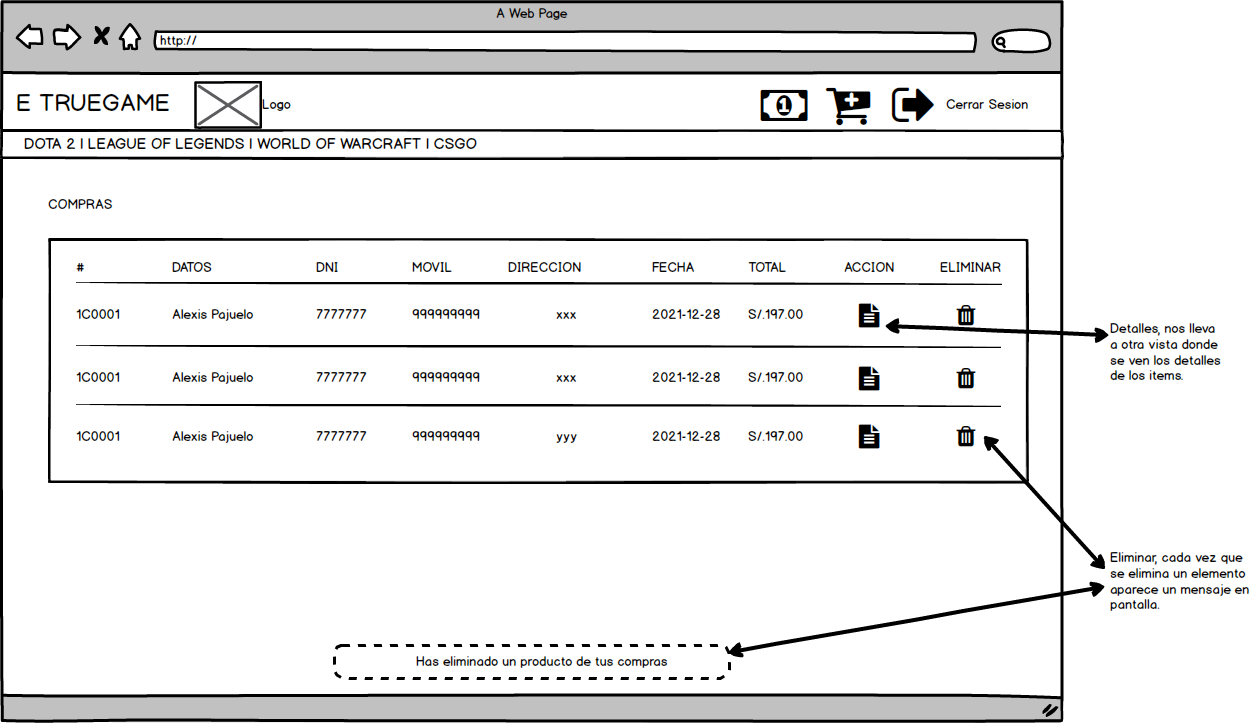 A Web Page
http://
E TRUEGAME
Logo
Cerrar Sesion
DOTA 2 I LEAGUE OF LEGENDS I WORLD OF WARCRAFT I CSGO
COMPRAS
# DATOS DNI MOVIL DIRECCION FECHA TOTAL ACCION ELIMINAR
1C0001 Alexis Pajuelo 7777777 999999999 xxx 2021-12-28 S/.197.00
1C0001 Alexis Pajuelo 7777777 999999999 xxx 2021-12-28 S/.197.00
1C0001 Alexis Pajuelo 7777777 999999999 yyy 2021-12-28 S/.197.00
Detalles, nos lleva
a otra vista donde
se ven los detalles
de los items.
Eliminar, cada vez que
se elimina un elemento
aparece un mensaje en
pantalla.
Has eliminado un producto de tus compras